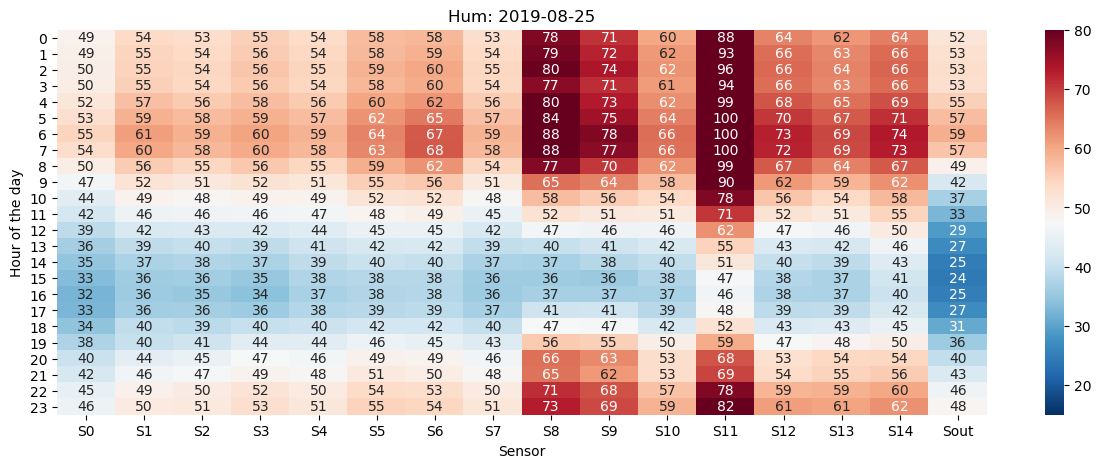 Hum: 2019-08-25
0 49 54 53 55 54 58 58 53 78 71 60 88 64 62 64 52
1 49 55 54 56 54 58 59 54 79 72 62 93 66 63 66 53
2 50 55 54 56 55 59 60 55 80 74 62 96 66 64 66 53
3 50 55 54 56 54 58 60 54 77 71 61 94 66 63 66 53
4 52 57 56 58 56 60 62 56 80 73 62 99 68 65 69 55
5 53 59 58 59 57 62 65 57 84 75 64 100 70 67 71 57
6 55 61 59 60 59 64 67 59 88 78 66 100 73 69 74 59
7 54 60 58 60 58 63 68 58 88 77 66 100 72 69 73 57
8 50 56 55 56 55 59 62 54 77 70 62 99 67 64 67 49
9 47 52 51 52 51 55 56 51 65 64 58 90 62 59 62 42
10 44 49 48 49 49 52 52 48 58 56 54 78 56 54 58 37
11 42 46 46 46 47 48 49 45 52 51 51 71 52 51 55 33
12 39 42 43 42 44 45 45 42 47 46 46 62 47 46 50 29
13 36 39 40 39 41 42 42 39 40 41 42 55 43 42 46 27
14 35 37 38 37 39 40 40 37 37 38 40 51 40 39 43 25
15 33 36 36 35 38 38 38 36 36 36 38 47 38 37 41 24
16 32 36 35 34 37 38 38 36 37 37 37 46 38 37 40 25
17 33 36 36 36 38 39 39 37 41 41 39 48 39 39 42 27
18 34 40 39 40 40 42 42 40 47 47 42 52 43 43 45 31
19 38 40 41 44 44 46 45 43 56 55 50 59 47 48 50 36
20 40 44 45 47 46 49 49 46 66 63 53 68 53 54 54 40
21 42 46 47 49 48 51 50 48 65 62 53 69 54 55 56 43
22 45 49 50 52 50 54 53 50 71 68 57 78 59 59 60 46
23 46 50 51 53 51 55 54 51 73 69 59 82 61 61 62 48
S0 S1 S2 S3 S4 S5 S6 S7 S8 S9 S10 S11 S12 S13 S14 Sout
Sensor
Hour of the day
80
70
60
50
40
30
20